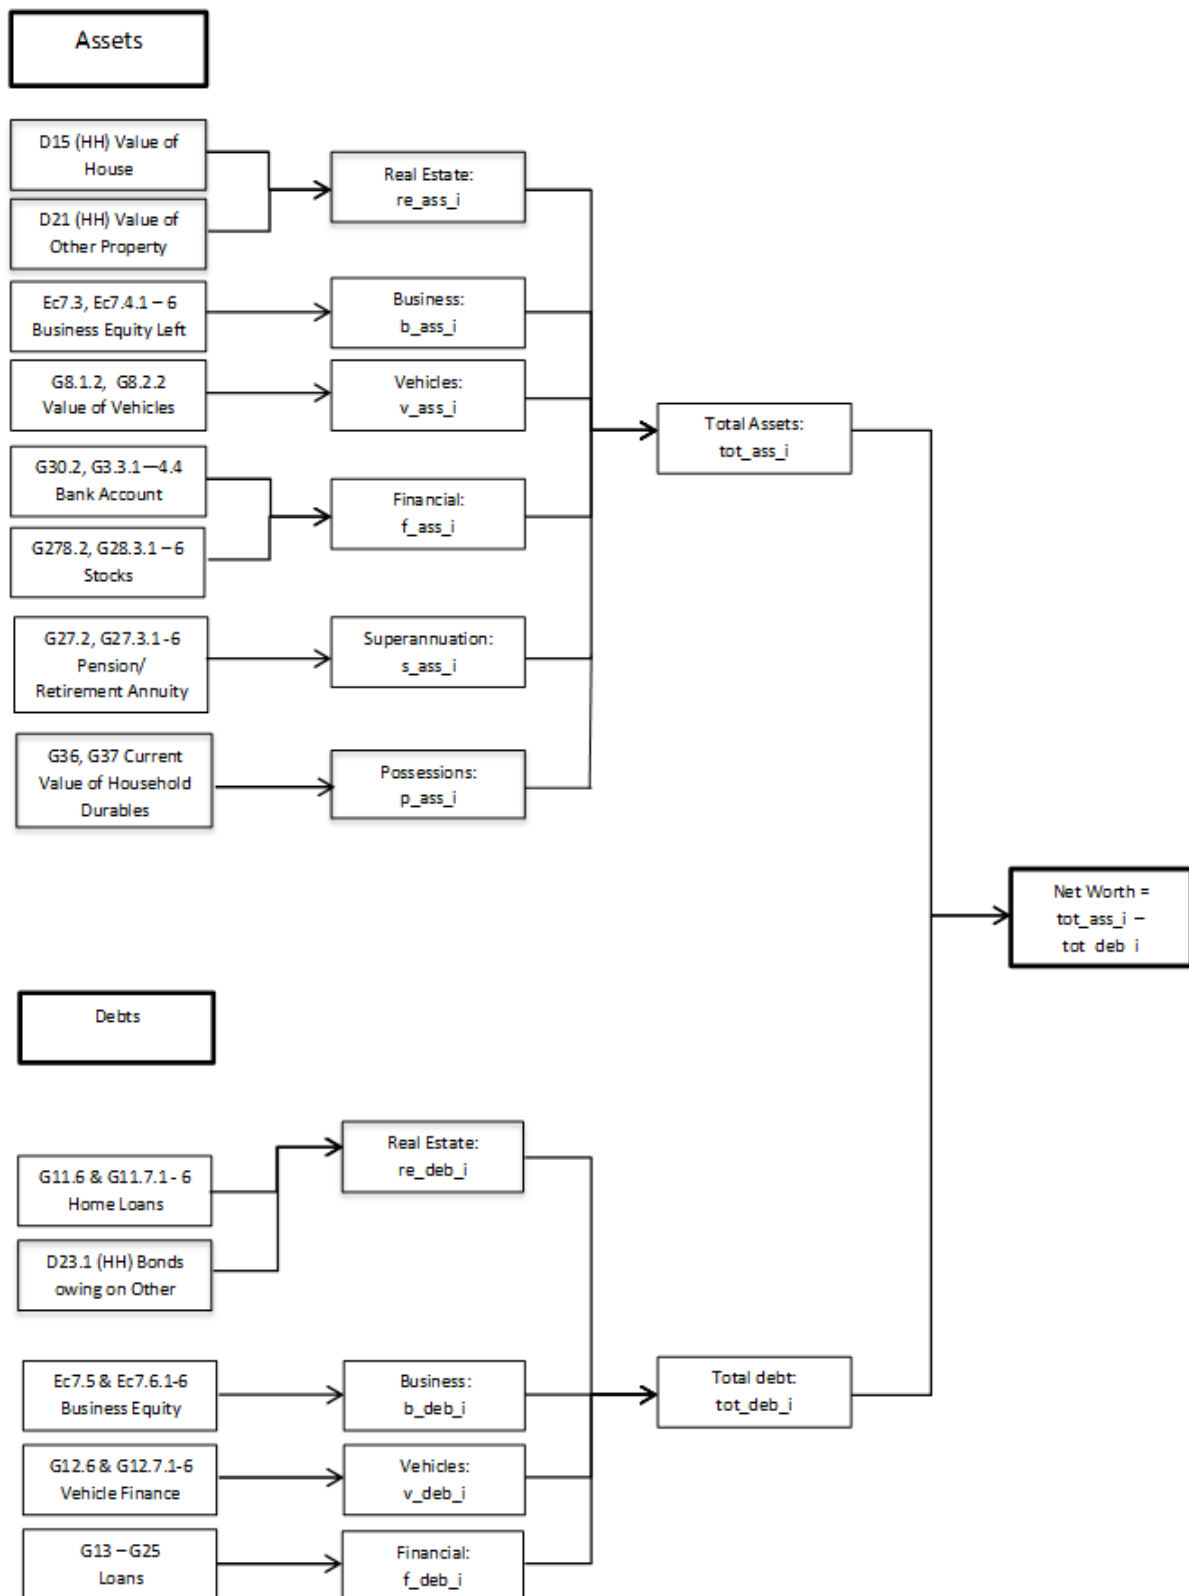 Assets
D15 (HH) Value of
House
D21 (HH) Value of
Other Property
Ec7.3, Ec7.4.1 – 6
Business Equity Left
G8.1.2, G8.2.2
Value of Vehicles
G30.2, G3.3.1—4.4
Bank Account
G278.2, G28.3.1 – 6
Stocks
G27.2, G27.3.1 -6
Pension/
Retirement Annuity
G36, G37 Current
Value of Household
Durables
Real Estate:
re_ass_i
Business:
b_ass_i
Vehicles:
v_ass_i
Financial:
f_ass_i
Superannuation:
s_ass_i
Possessions:
p_ass_i
Total Assets:
tot_ass_i
Net Worth =
tot_ass_i –
tot_deb_i
Debts
G11.6 & G11.7.1 - 6
Home Loans
D23.1 (HH) Bonds
owing on Other
Ec7.5 & Ec7.6.1-6
Business Equity
G12.6 & G12.7.1-6
Vehicle Finance
G13 – G25
Loans
Real Estate:
re_deb_i
Business:
b_deb_i
Vehicles:
v_deb_i
Financial:
f_deb_i
Total debt:
tot_deb_i